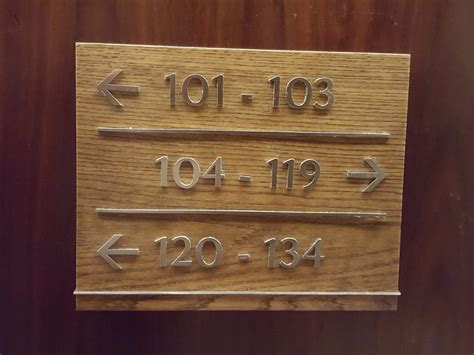 ← 101 - 103
104 - 119 →
← 120 - 134